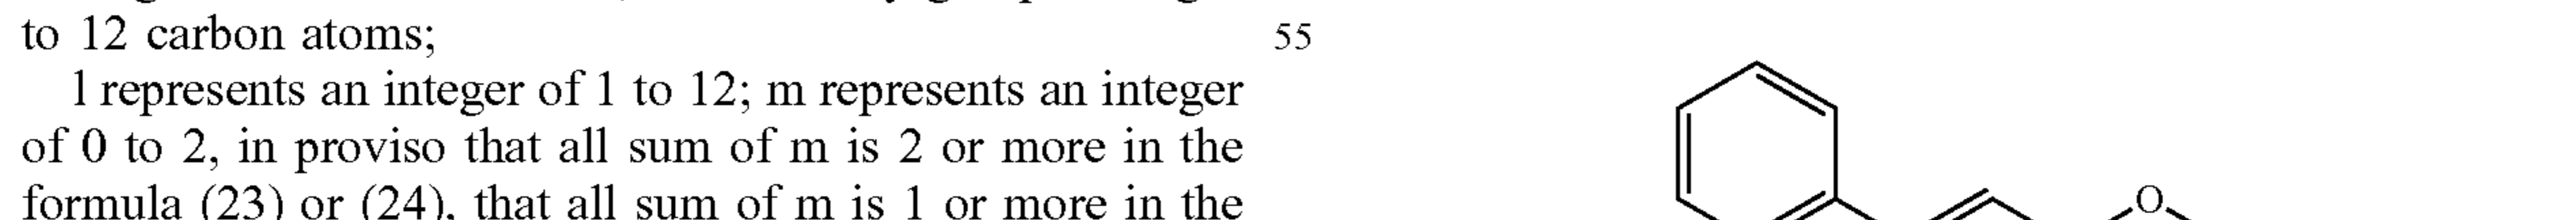 to 12 carbon atoms;
55
l represents an integer of 1 to 12; m represents an integer
of 0 to 2, in proviso that all sum of m is 2 or more in the
formula (23) or (24), that all sum of m is 1 or more in the
O